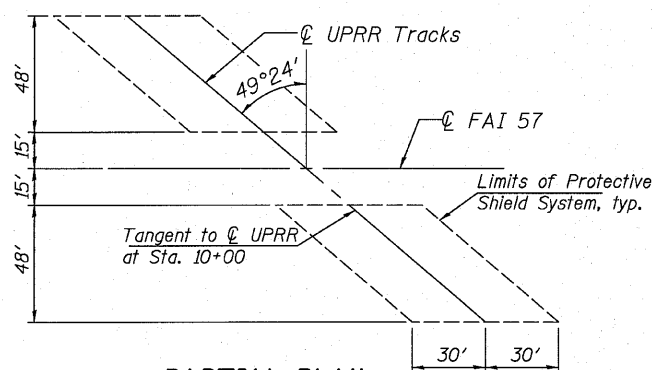 ℄ UPRR Tracks
49°24'
48'
15'
℄ FAI 57
15'
Limits of Protective
Shield System, typ.
Tangent to ℄ UPRR
at Sta. 10+00
48'
30'
30'